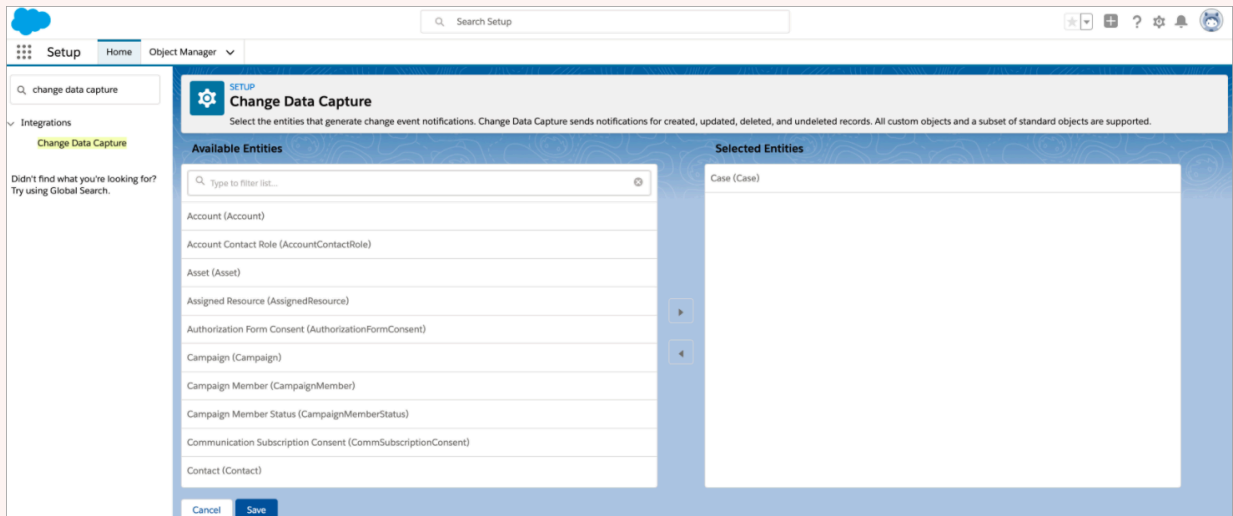 Search Setup
Setup
Home
Object Manager
change data capture
Integrations
Change Data Capture
Didn't find what you're looking for?
Try using Global Search.
SETUP
Change Data Capture
Select the entities that generate change event notifications. Change Data Capture sends notifications for created, updated, deleted, and undeleted records. All custom objects and a subset of standard objects are supported.
Available Entities
Type to filter list...
Account (Account)
Account Contact Role (AccountContactRole)
Asset (Asset)
Assigned Resource (AssignedResource)
Authorization Form Consent (AuthorizationFormConsent)
Campaign (Campaign)
Campaign Member (CampaignMember)
Campaign Member Status (CampaignMemberStatus)
Communication Subscription Consent (CommSubscriptionConsent)
Contact (Contact)
Selected Entities
Case (Case)
Cancel
Save